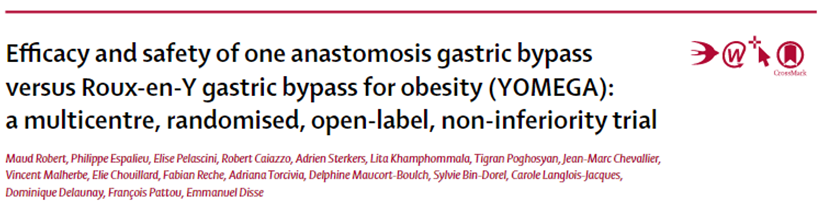 Efficacy and safety of one anastomosis gastric bypass
versus Roux-en-Y gastric bypass for obesity (YOMEGA):
a multicentre, randomised, open-label, non-inferiority trial
W
CrossMark
Maud Robert, Philippe Espalieu, Elise Pelascini, Robert Caiazzo, Adrien Sterkers, Lita Khamphommala, Tigran Poghosyan, Jean-Marc Chevallier,
Vincent Malherbe, Elie Chouillard, Fabian Reche, Adriana Torcivia, Delphine Maucort-Boulch, Sylvie Bin-Dorel, Carole Langlois-Jacques,
Dominique Delaunay, François Pattou, Emmanuel Disse